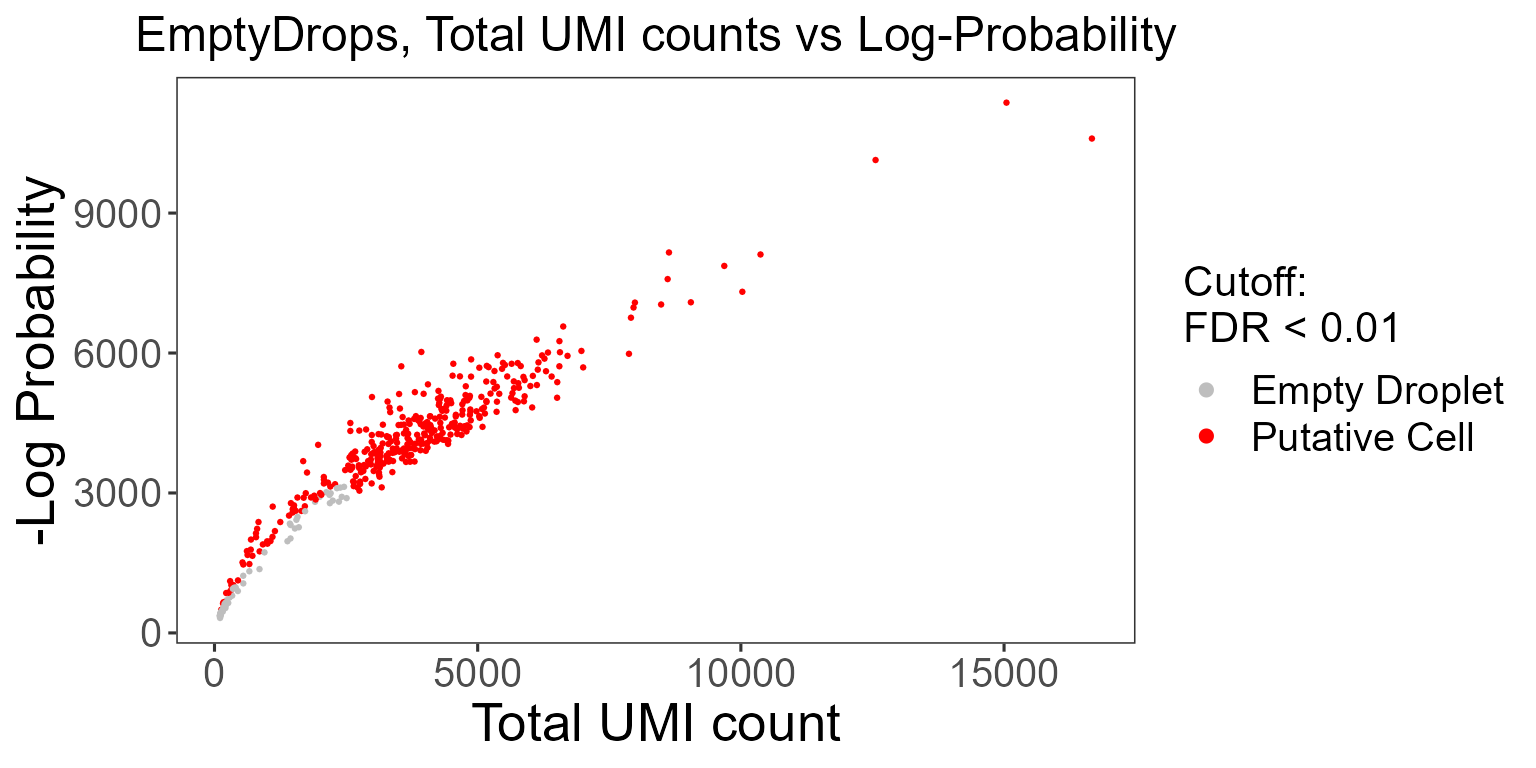 EmptyDrops, Total UMI counts vs Log-Probability
-Log Probability
9000
6000
3000
0
0 5000 10000 15000
Total UMI count
Cutoff:
FDR < 0.01
Empty Droplet
Putative Cell